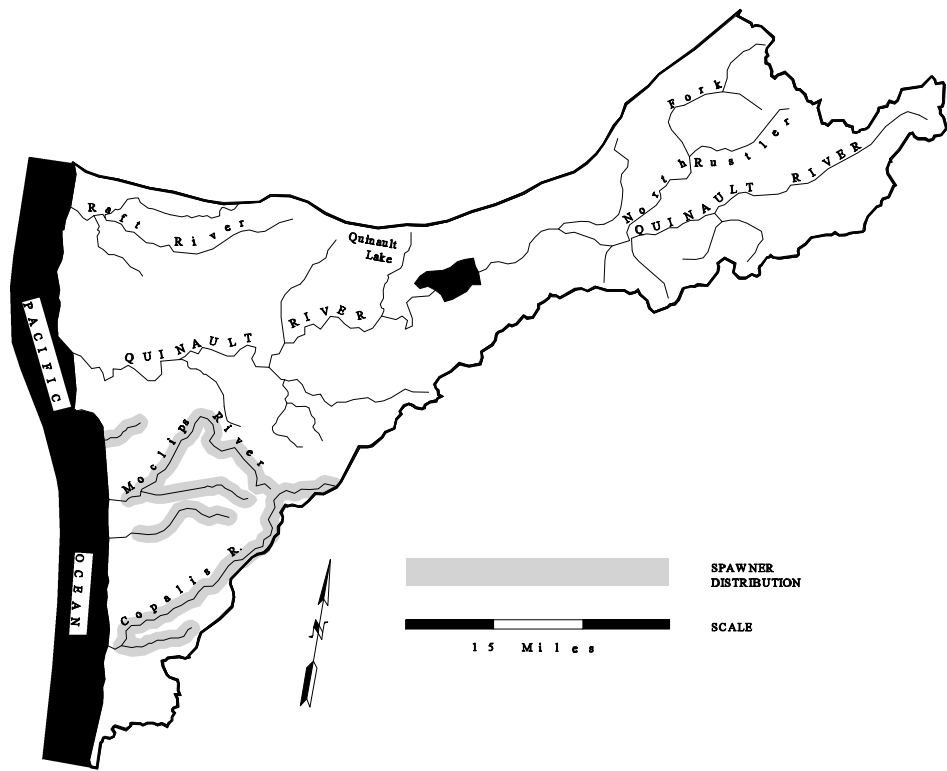 Fork
North
Rustler
QUINAULT RIVER
Raft River
Quinault
Lake
QUINAULT RIVER
PACIFIC
OCEAN
Moclips River
Copalis R.
SPAWNER
DISTRIBUTION
SCALE
15 Miles
N